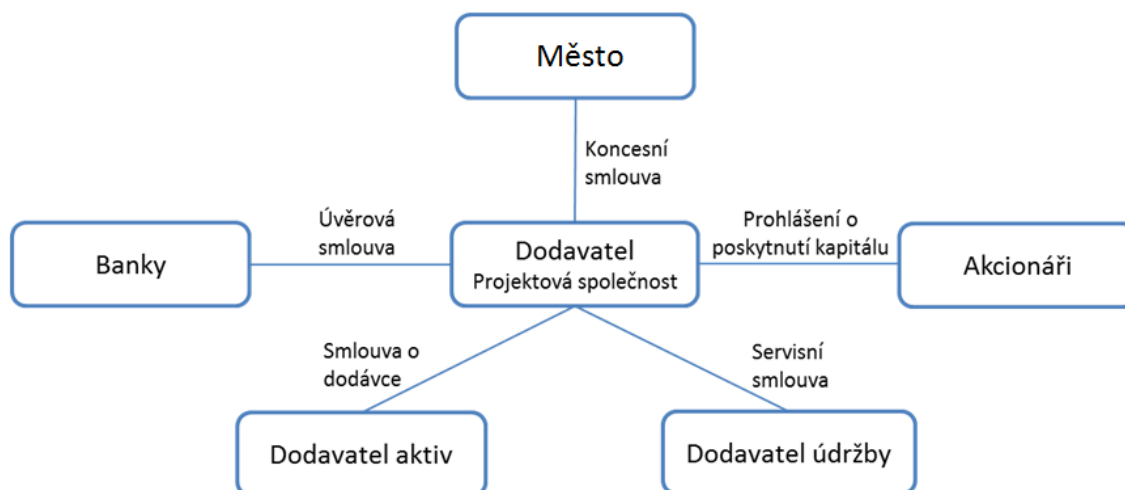 Město
Koncesní
smlouva
Úvěrová
smlouva
Prohlášení o
poskytnutí kapitálu
Banky
Dodavatel
Projektová společnost
Akcionáři
Smlouva o
dodávce
Servisní
smlouva
Dodavatel aktiv
Dodavatel údržby